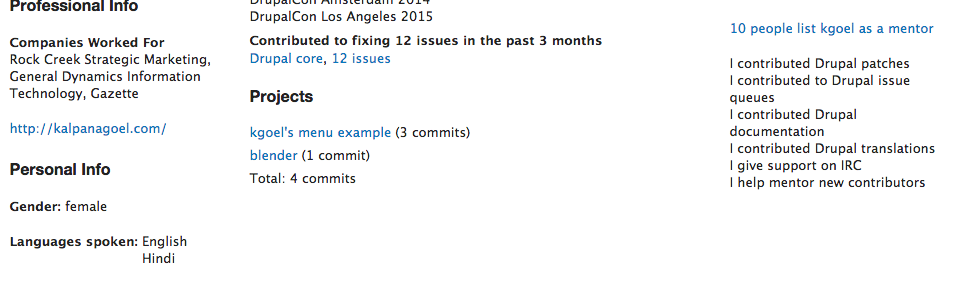 Professional Info
Companies Worked For
Rock Creek Strategic Marketing,
General Dynamics Information
Technology, Gazette
http://kalpanagoel.com/
Personal Info
Gender: female
Languages spoken: English
Hindi
DrupalCon Amsterdam 2014
DrupalCon Los Angeles 2015
Contributed to fixing 12 issues in the past 3 months
Drupal core, 12 issues
Projects
kgoel's menu example (3 commits)
blender (1 commit)
Total: 4 commits
10 people list kgoel as a mentor
I contributed Drupal patches
I contributed to Drupal issue
queues
I contributed Drupal
documentation
I contributed Drupal translations
I give support on IRC
I help mentor new contributors